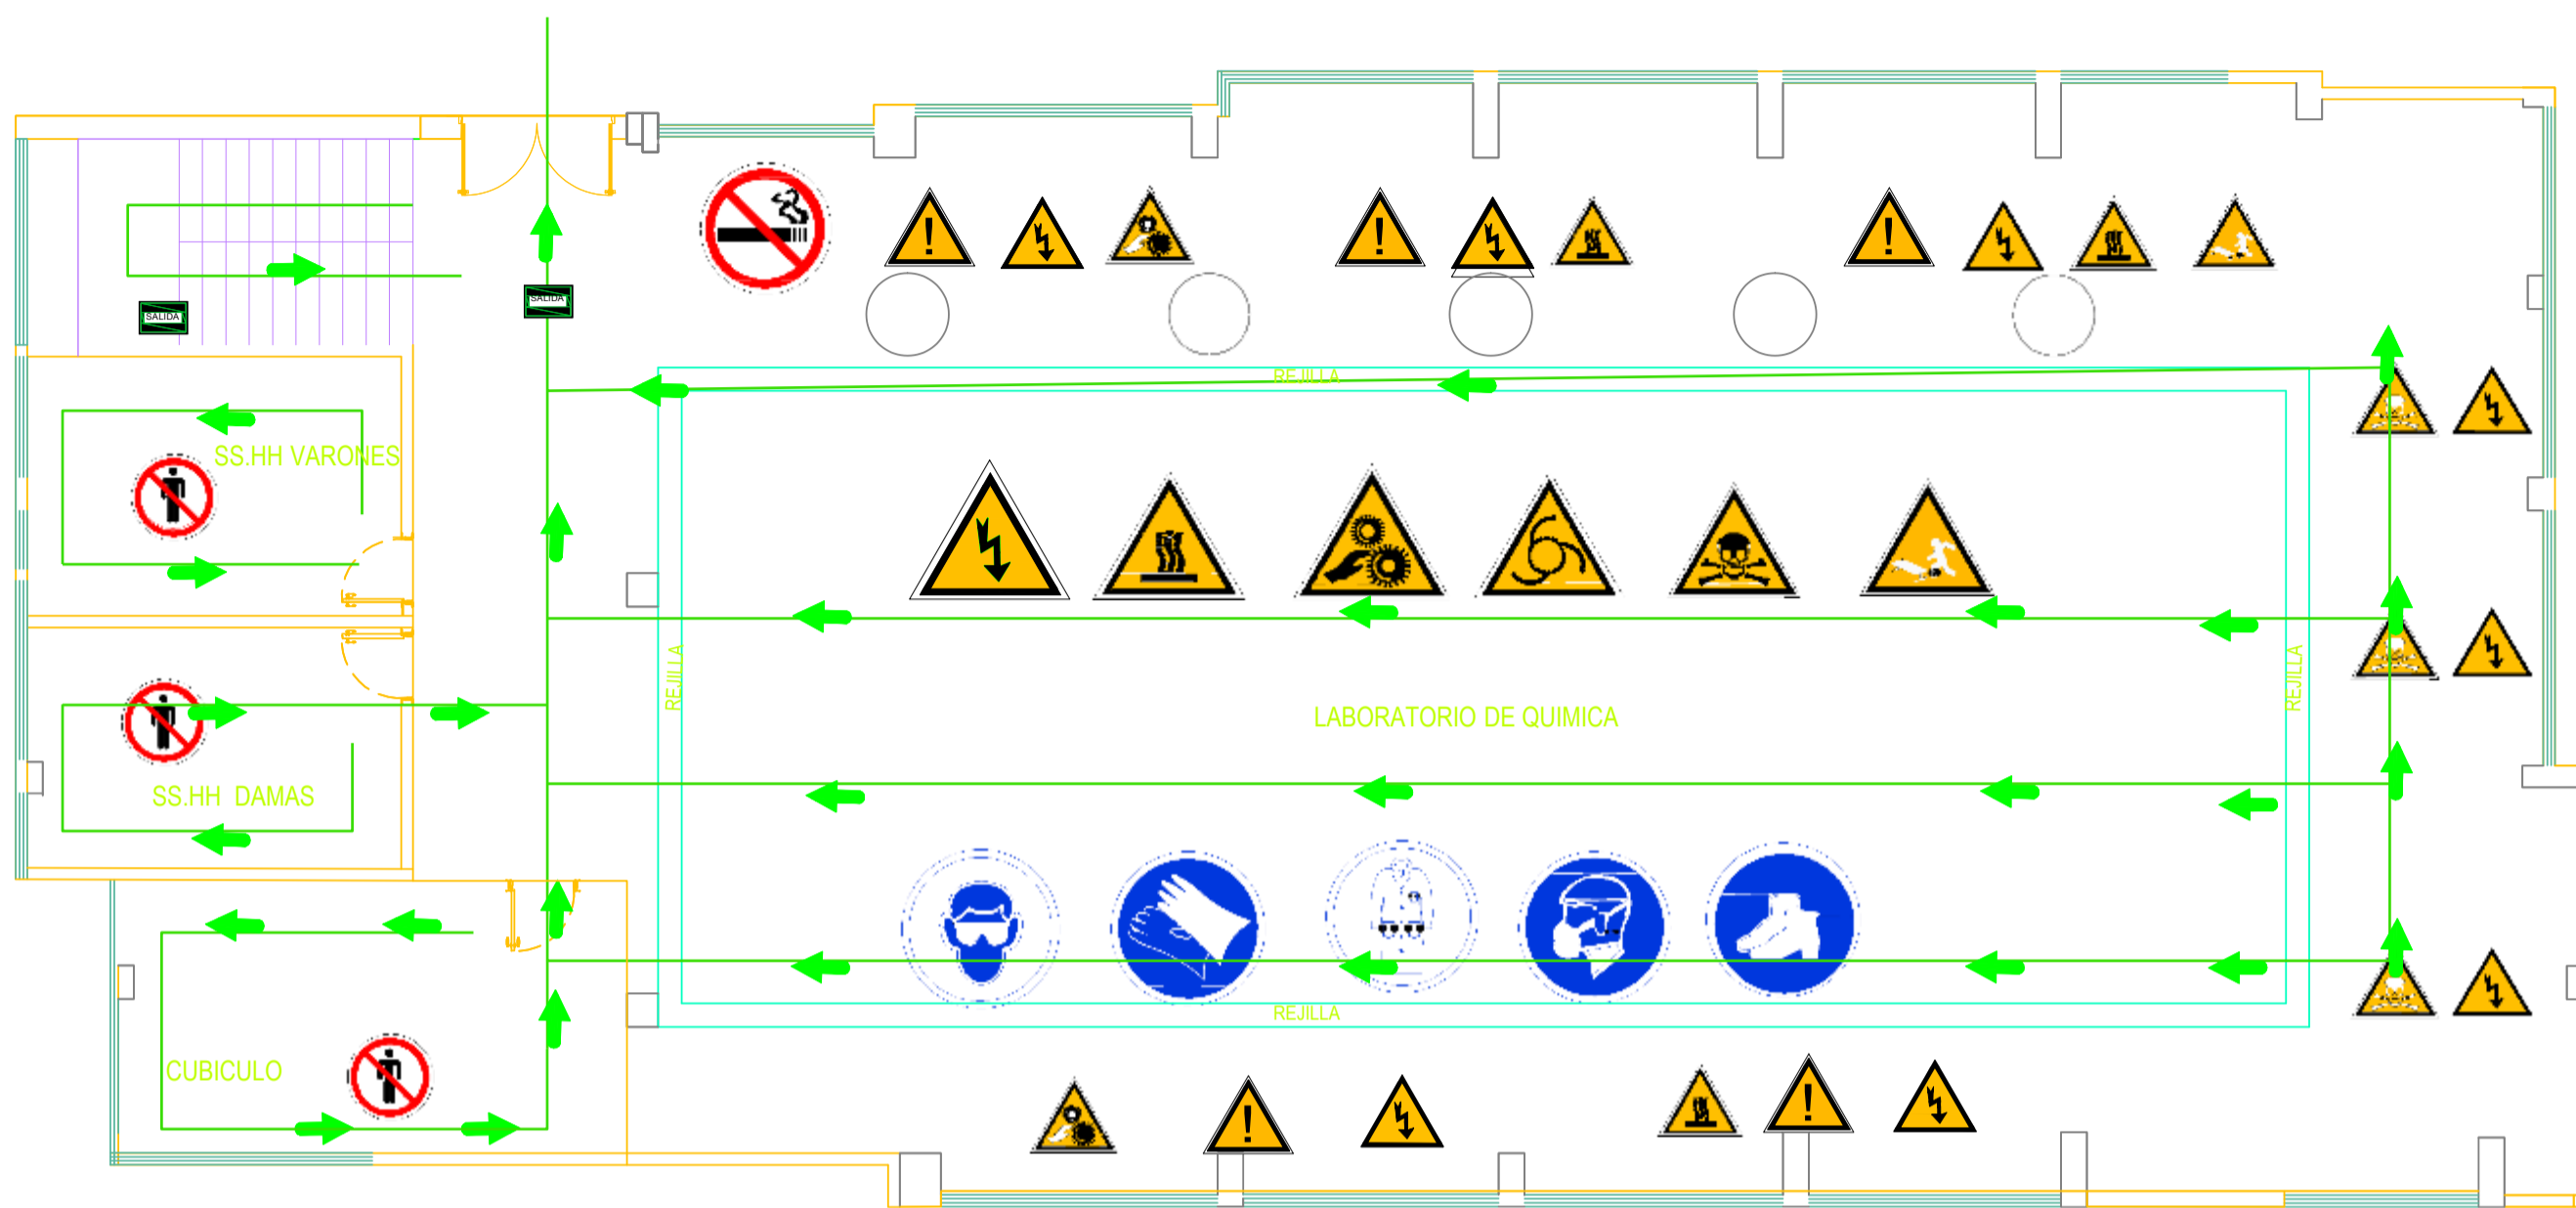 SALIDA
SALIDA
REJILLA
SS.HH VARONES
REJILLA
REJILLA
LABORATORIO DE QUIMICA
SS.HH  DAMAS
REJILLA
CUBICULO